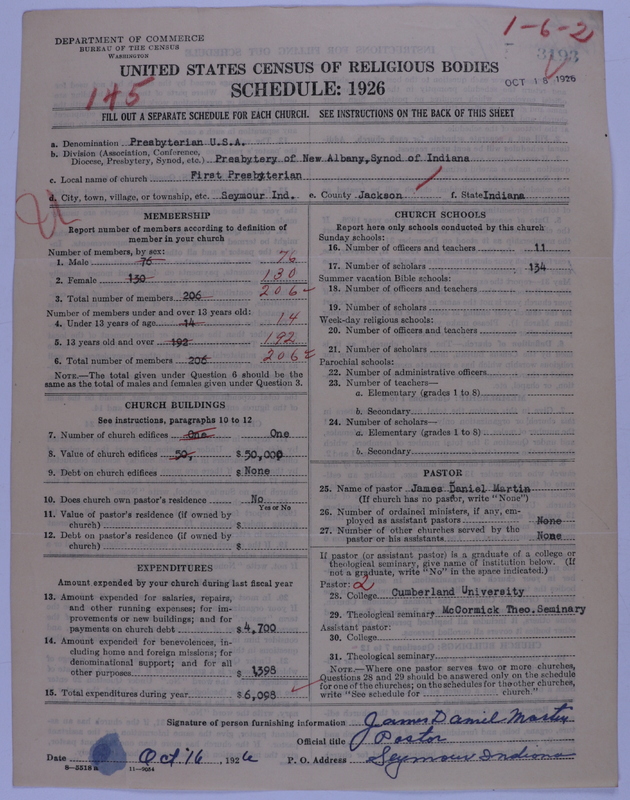 DEPARTMENT OF COMMERCE
BUREAU OF THE CENSUS
WASHINGTON
1-6-2
3193
OCT 18 1926
UNITED STATES CENSUS OF RELIGIOUS BODIES
SCHEDULE: 1926
145
FILL OUT A SEPARATE SCHEDULE FOR EACH CHURCH. SEE INSTRUCTIONS ON THE BACK OF THIS SHEET
a. Denomination Presbyterian U.S.A.
b. Division (Association, Conference, Diocese, Presbytery, Synod, etc.) Presbytery of New Albany, Synod of Indiana
c. Local name of church First Presbyterian
d. City, town, village, or township, etc. Seymour Ind. e. County Jackson f. State Indiana
MEMBERSHIP
Report number of members according to definition of
member in your church
Number of members, by sex:
1. Male 76 76
2. Female 130 130
3. Total number of members 206 206
Number of members under and over 13 years old:
4. Under 13 years of age 14 14
5. 13 years old and over 192 192
6. Total number of members 206 206
NOTE.—The total given under Question 6 should be the
same as the total of males and females given under Question 3.
CHURCH BUILDINGS
See instructions, paragraphs 10 to 12
7. Number of church edifices One One
8. Value of church edifices 50, $ 50,000
9. Debt on church edifices $ None
10. Does church own pastor's residence No
Yes or No
11. Value of pastor's residence (if owned by
church) $
12. Debt on pastor's residence (if owned by
church) $
EXPENDITURES
Amount expended by your church during last fiscal year
13. Amount expended for salaries, repairs,
and other running expenses; for im-
provements or new buildings; and for
payments on church debt $ 4,700
14. Amount expended for benevolences, in-
cluding home and foreign missions; for
denominational support; and for all
other purposes $ 1398
15. Total expenditures during year $ 6,098
CHURCH SCHOOLS
Report here only schools conducted by this church
Sunday schools:
16. Number of officers and teachers 11
17. Number of scholars 134
Summer vacation Bible schools:
18. Number of officers and teachers
19. Number of scholars
Week-day religious schools:
20. Number of officers and teachers
21. Number of scholars
Parochial schools:
22. Number of administrative officers
23. Number of teachers—
a. Elementary (grades 1 to 8)
b. Secondary
24. Number of scholars—
a. Elementary (grades 1 to 8)
b. Secondary
PASTOR
25. Name of pastor James Daniel Martin
(If church has no pastor, write "None")
26. Number of ordained ministers, if any, em-
ployed as assistant pastors None
27. Number of other churches served by the
pastor or his assistants None
If pastor (or assistant pastor) is a graduate of a college or
theological seminary, give name of institution below. (If
not a graduate, write "No" in the space indicated.)
Pastor: 2
28. College Cumberland University
29. Theological seminary McCormick Theo. Seminary
Assistant pastor:
30. College
31. Theological seminary
NOTE.—Where one pastor serves two or more churches,
Questions 28 and 29 should be answered only on the schedule
for one of the churches; on the schedules for the other churches,
write "See schedule for church."
Signature of person furnishing information James Daniel Martin
Official title Pastor
Date Oct 16, 1926 P. O. Address Seymour Indiana
8-5518 a 11-9034